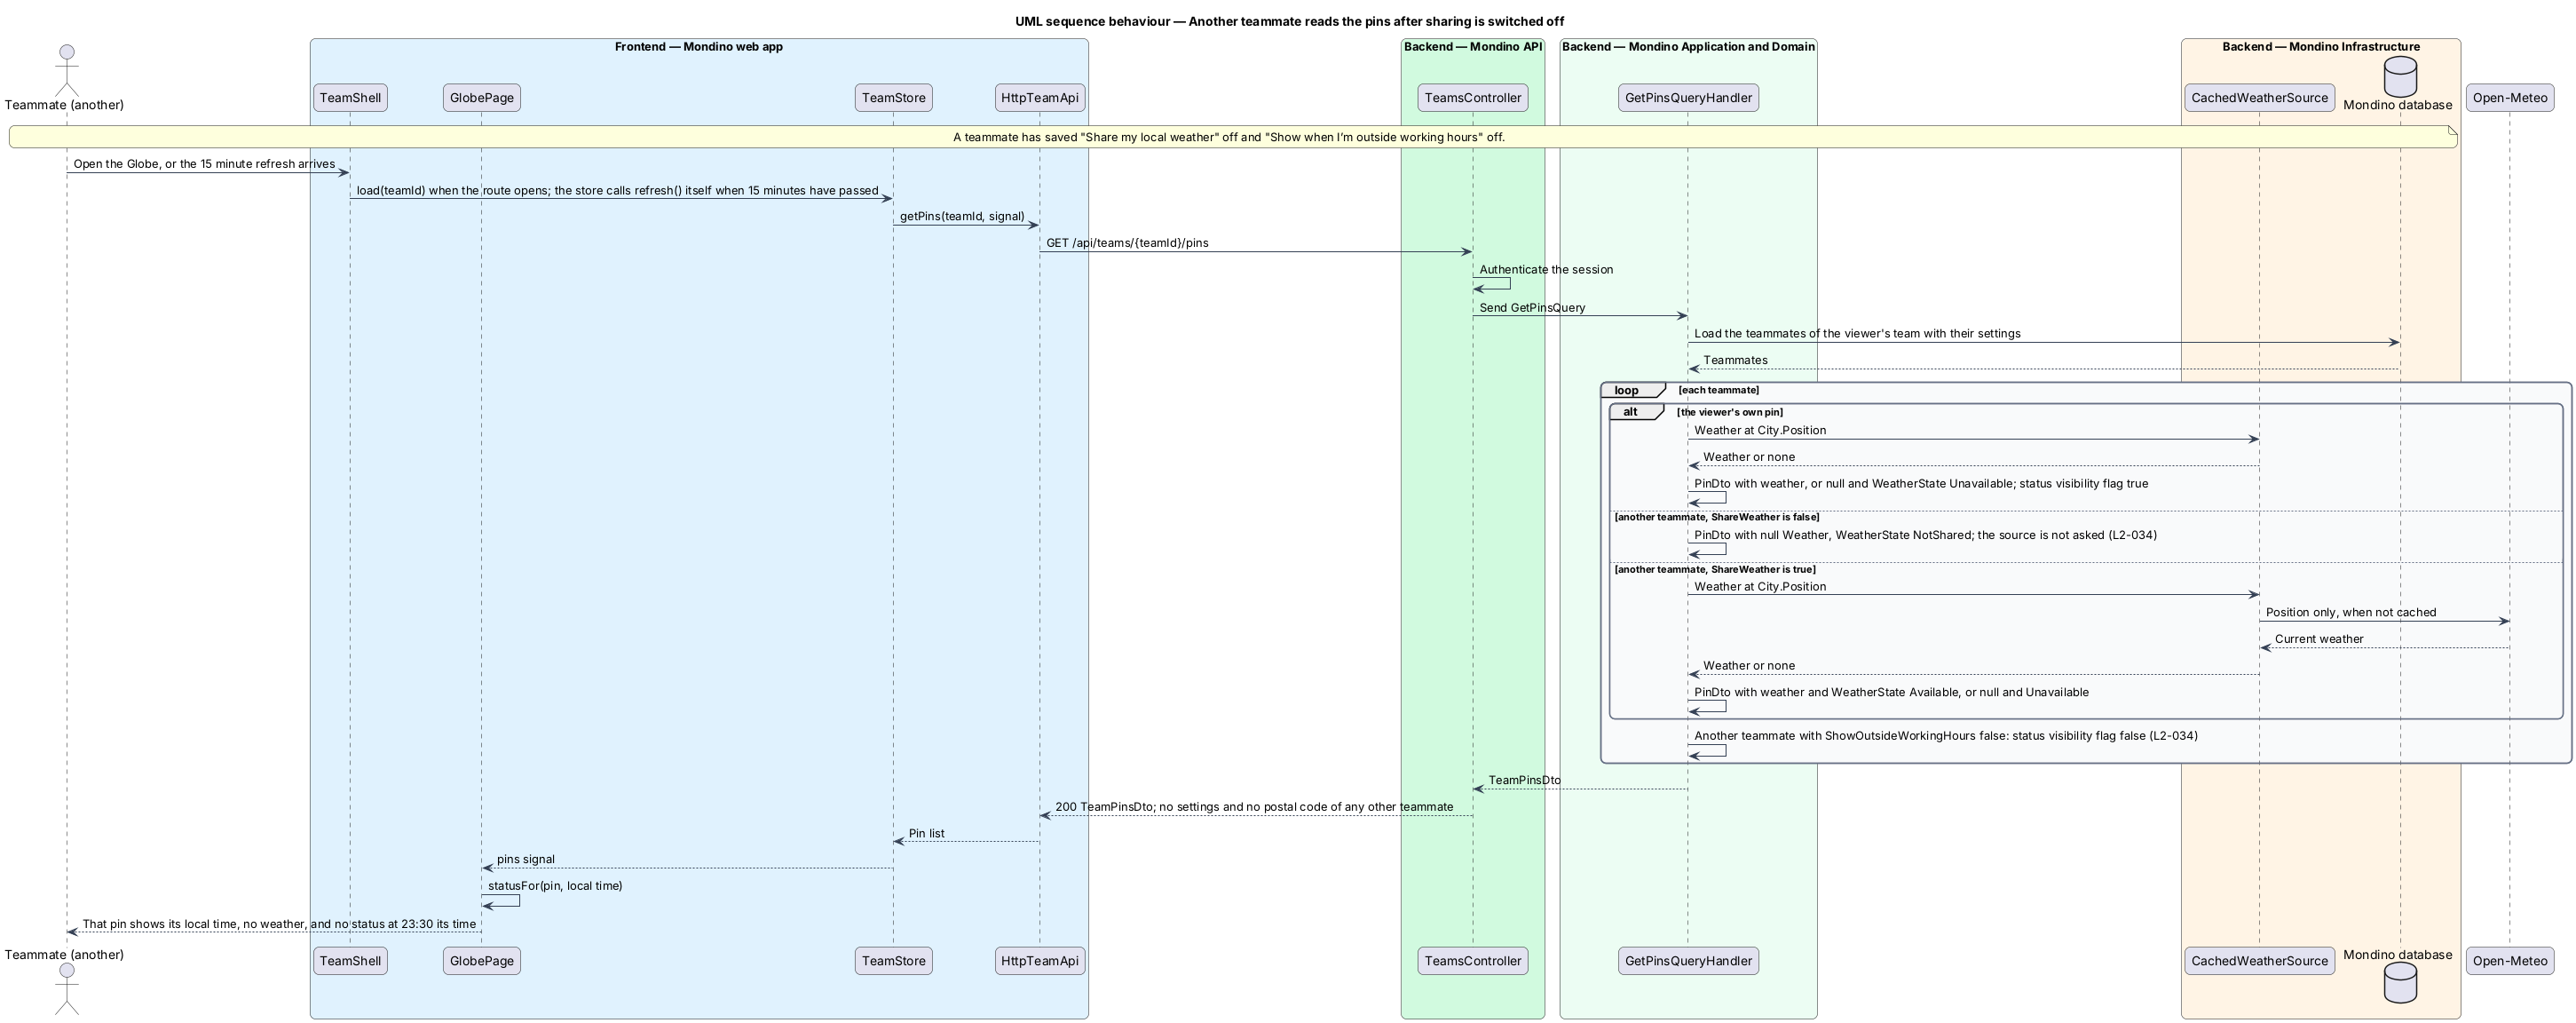 UML sequence behaviour — Another teammate reads the pins after sharing is switched off
Frontend — Mondino web app
Backend — Mondino API
Backend — Mondino Application and Domain
Backend — Mondino Infrastructure
Teammate (another)
TeamShell
GlobePage
TeamStore
HttpTeamApi
TeamsController
GetPinsQueryHandler
CachedWeatherSource
Mondino database
Open-Meteo
A teammate has saved "Share my local weather" off and "Show when I’m outside working hours" off.
Open the Globe, or the 15 minute refresh arrives
load(teamId) when the route opens; the store calls refresh() itself when 15 minutes have passed
getPins(teamId, signal)
GET /api/teams/{teamId}/pins
Authenticate the session
Send GetPinsQuery
Load the teammates of the viewer's team with their settings
Teammates
loop [each teammate]
alt [the viewer's own pin]
Weather at City.Position
Weather or none
PinDto with weather, or null and WeatherState Unavailable; status visibility flag true
[another teammate, ShareWeather is false]
PinDto with null Weather, WeatherState NotShared; the source is not asked (L2-034)
[another teammate, ShareWeather is true]
Weather at City.Position
Position only, when not cached
Current weather
Weather or none
PinDto with weather and WeatherState Available, or null and Unavailable
Another teammate with ShowOutsideWorkingHours false: status visibility flag false (L2-034)
TeamPinsDto
200 TeamPinsDto; no settings and no postal code of any other teammate
Pin list
pins signal
statusFor(pin, local time)
That pin shows its local time, no weather, and no status at 23:30 its time
Teammate (another)
TeamShell
GlobePage
TeamStore
HttpTeamApi
TeamsController
GetPinsQueryHandler
CachedWeatherSource
Mondino database
Open-Meteo